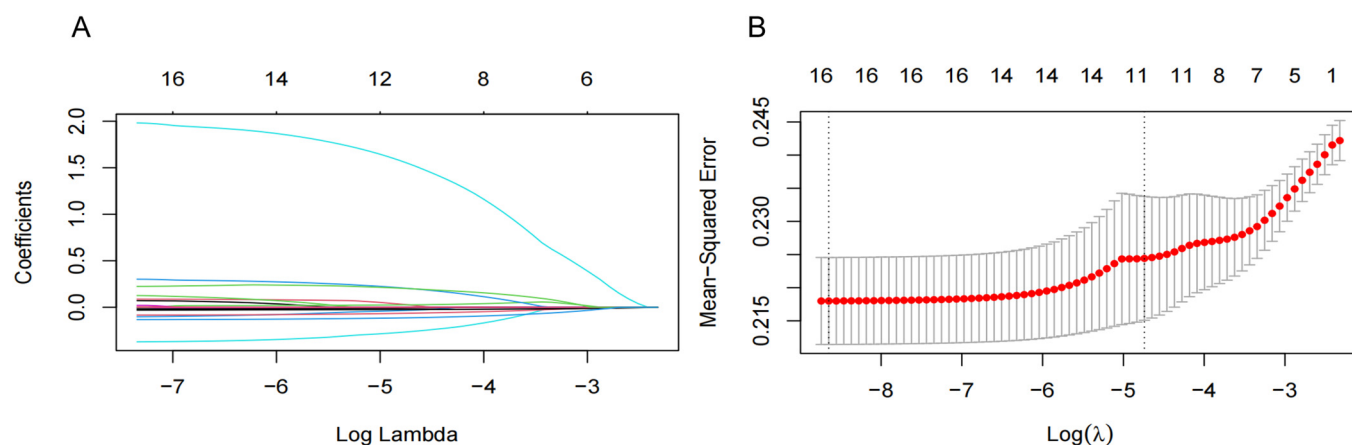 A
16 14 12 8 6
Coefficients
2.0
1.5
1.0
0.5
0.0
−7 −6 −5 −4 −3
Log Lambda
B
16 16 16 16 14 14 14 11 11 8 7 5 1
Mean−Squared Error
0.245
0.230
0.215
−8 −7 −6 −5 −4 −3
Log(λ)